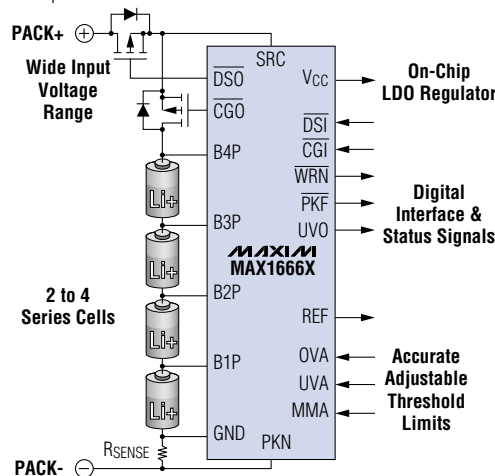 PACK+
Wide Input
Voltage
Range
2 to 4
Series Cells
PACK-
Li+
Li+
Li+
Li+
RSENSE
SRC
DSO
CGO
B4P
B3P
B2P
B1P
GND
PKN
MAXIM
MAX1666X
VCC
DSI
CGI
WRN
PKF
UVO
REF
OVA
UVA
MMA
On-Chip
LDO Regulator
Digital
Interface &
Status Signals
Accurate
Adjustable
Threshold
Limits